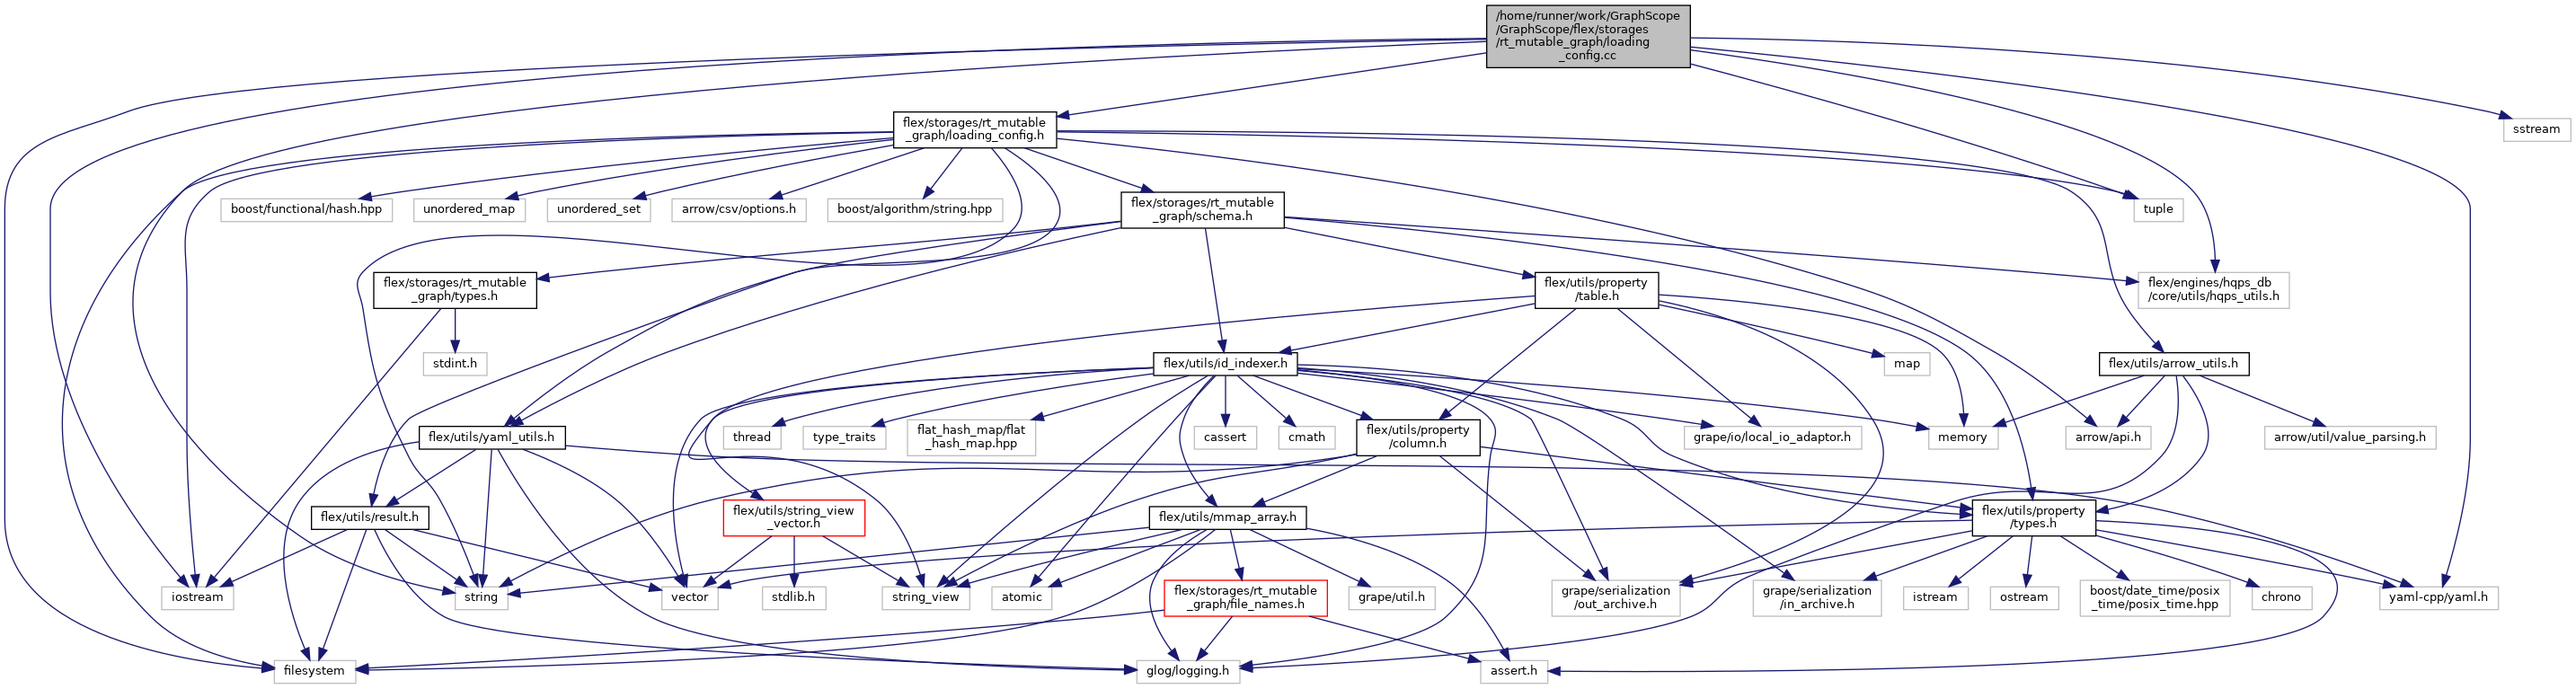 /home/runner/work/GraphScope
/GraphScope/flex/storages
/rt_mutable_graph/loading
_config.cc
flex/storages/rt_mutable
_graph/loading_config.h
sstream
boost/functional/hash.hpp
unordered_map
unordered_set
arrow/csv/options.h
boost/algorithm/string.hpp
flex/storages/rt_mutable
_graph/schema.h
tuple
flex/storages/rt_mutable
_graph/types.h
flex/utils/property
/table.h
flex/engines/hqps_db
/core/utils/hqps_utils.h
stdint.h
flex/utils/id_indexer.h
map
flex/utils/arrow_utils.h
flex/utils/yaml_utils.h
thread
type_traits
flat_hash_map/flat
_hash_map.hpp
cassert
cmath
flex/utils/property
/column.h
grape/io/local_io_adaptor.h
memory
arrow/api.h
arrow/util/value_parsing.h
flex/utils/result.h
flex/utils/string_view
_vector.h
flex/utils/mmap_array.h
flex/utils/property
/types.h
iostream
string
vector
stdlib.h
string_view
atomic
flex/storages/rt_mutable
_graph/file_names.h
grape/util.h
grape/serialization
/out_archive.h
grape/serialization
/in_archive.h
istream
ostream
boost/date_time/posix
_time/posix_time.hpp
chrono
yaml-cpp/yaml.h
filesystem
glog/logging.h
assert.h